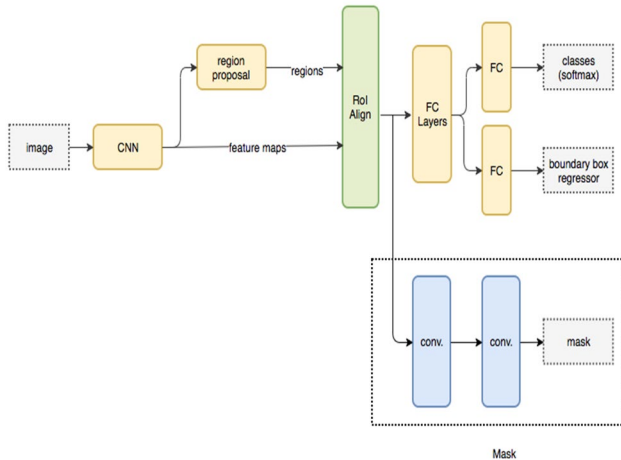 region
proposal
regions
image
CNN
feature maps
RoI
Align
FC
Layers
FC
classes
(softmax)
FC
boundary box
regressor
conv.
conv.
mask
Mask